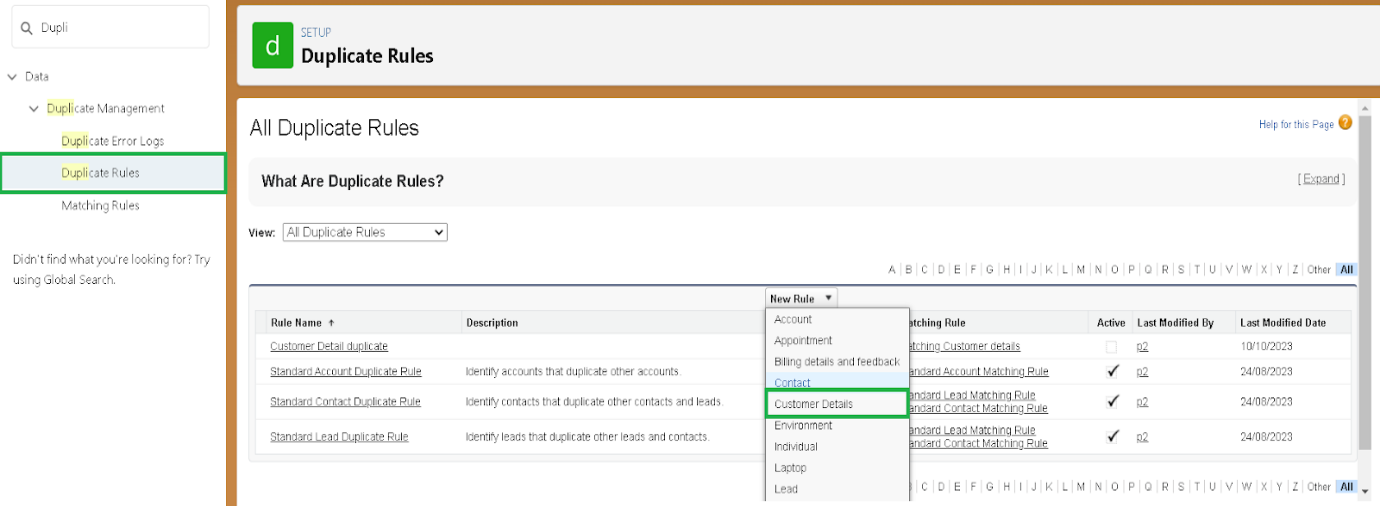 Dupli
Data
Duplicate Management
Duplicate Error Logs
Duplicate Rules
Matching Rules
Didn't find what you're looking for? Try
using Global Search.
d
SETUP
Duplicate Rules
All Duplicate Rules
Help for this Page ?
What Are Duplicate Rules?
[ Expand ]
View: All Duplicate Rules
A | B | C | D | E | F | G | H | I | J | K | L | M | N | O | P | Q | R | S | T | U | V | W | X | Y | Z | Other All
New Rule
Account
Appointment
Billing details and feedback
Contact
Customer Details
Environment
Individual
Laptop
Lead
Rule Name ↑ Description atching Rule Active Last Modified By Last Modified Date
Customer Detail duplicate atching Customer details p2 10/10/2023
Standard Account Duplicate Rule Identify accounts that duplicate other accounts. andard Account Matching Rule p2 24/08/2023
Standard Contact Duplicate Rule Identify contacts that duplicate other contacts and leads. andard Lead Matching Rule
andard Contact Matching Rule p2 24/08/2023
Standard Lead Duplicate Rule Identify leads that duplicate other leads and contacts. andard Lead Matching Rule
andard Contact Matching Rule p2 24/08/2023
C | D | E | F | G | H | I | J | K | L | M | N | O | P | Q | R | S | T | U | V | W | X | Y | Z | Other All